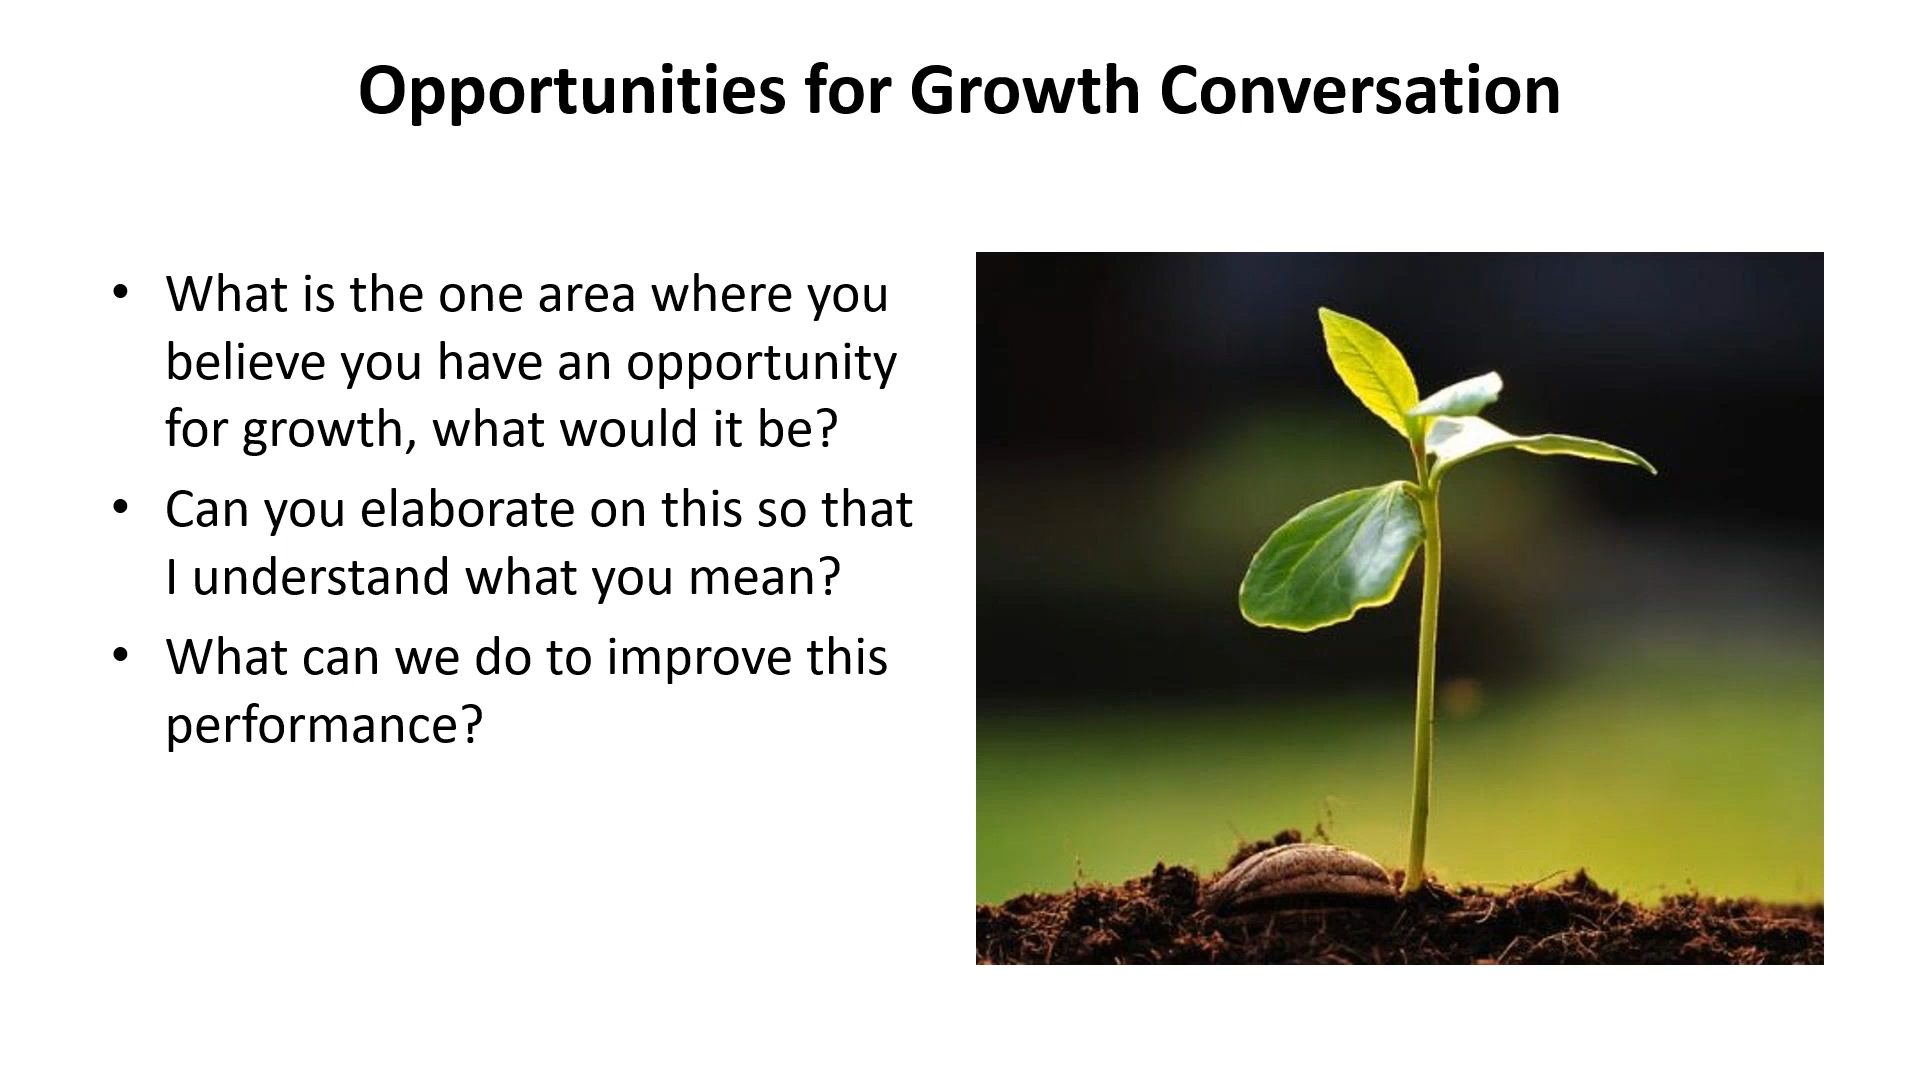 Opportunities for Growth Conversation
• What is the one area where you
believe you have an opportunity
for growth, what would it be?
• Can you elaborate on this so that
I understand what you mean?
• What can we do to improve this
performance?